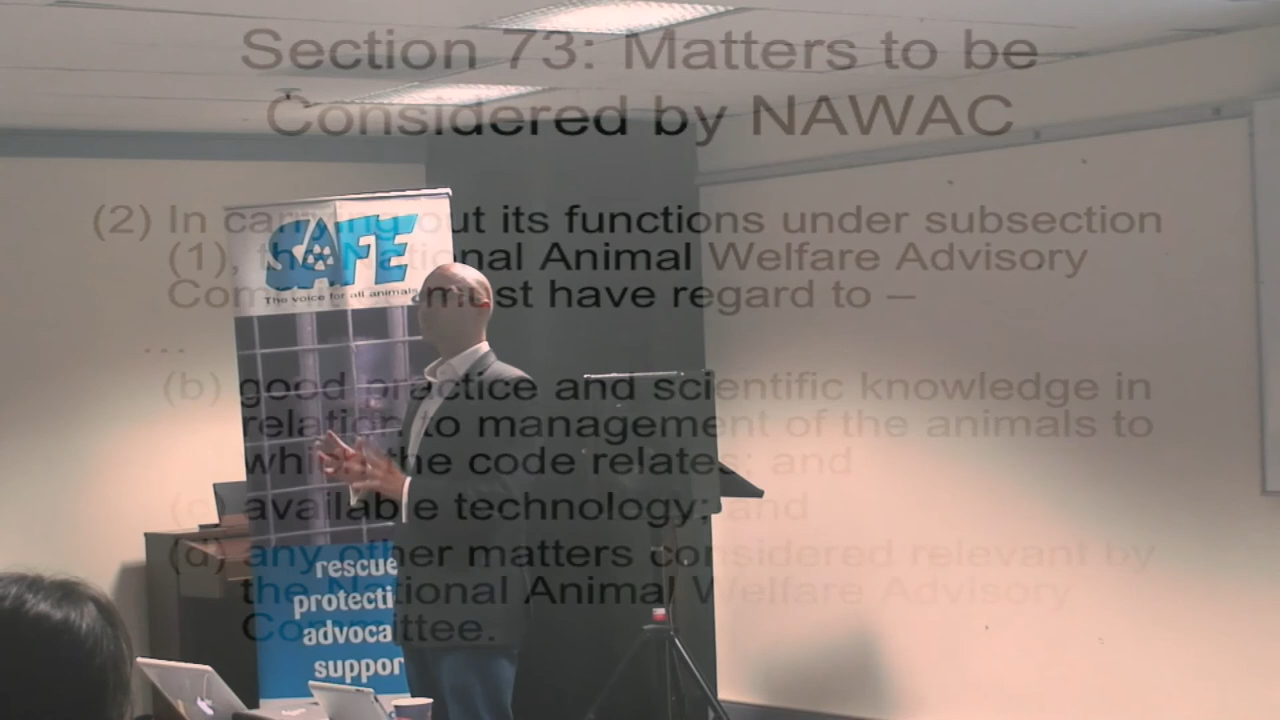 Section 73: Matters to be
Considered by NAWAC
(2) In carrying out its functions under subsection
(1), the National Animal Welfare Advisory
Committee must have regard to –
(b) good practice and scientific knowledge in
relation to management of the animals to
which the code relates; and
(c) available technology; and
(d) any other matters considered relevant by
the National Animal Welfare Advisory
Committee.
SAFE
The voice for all animals
rescue
protecti
advoca
suppor